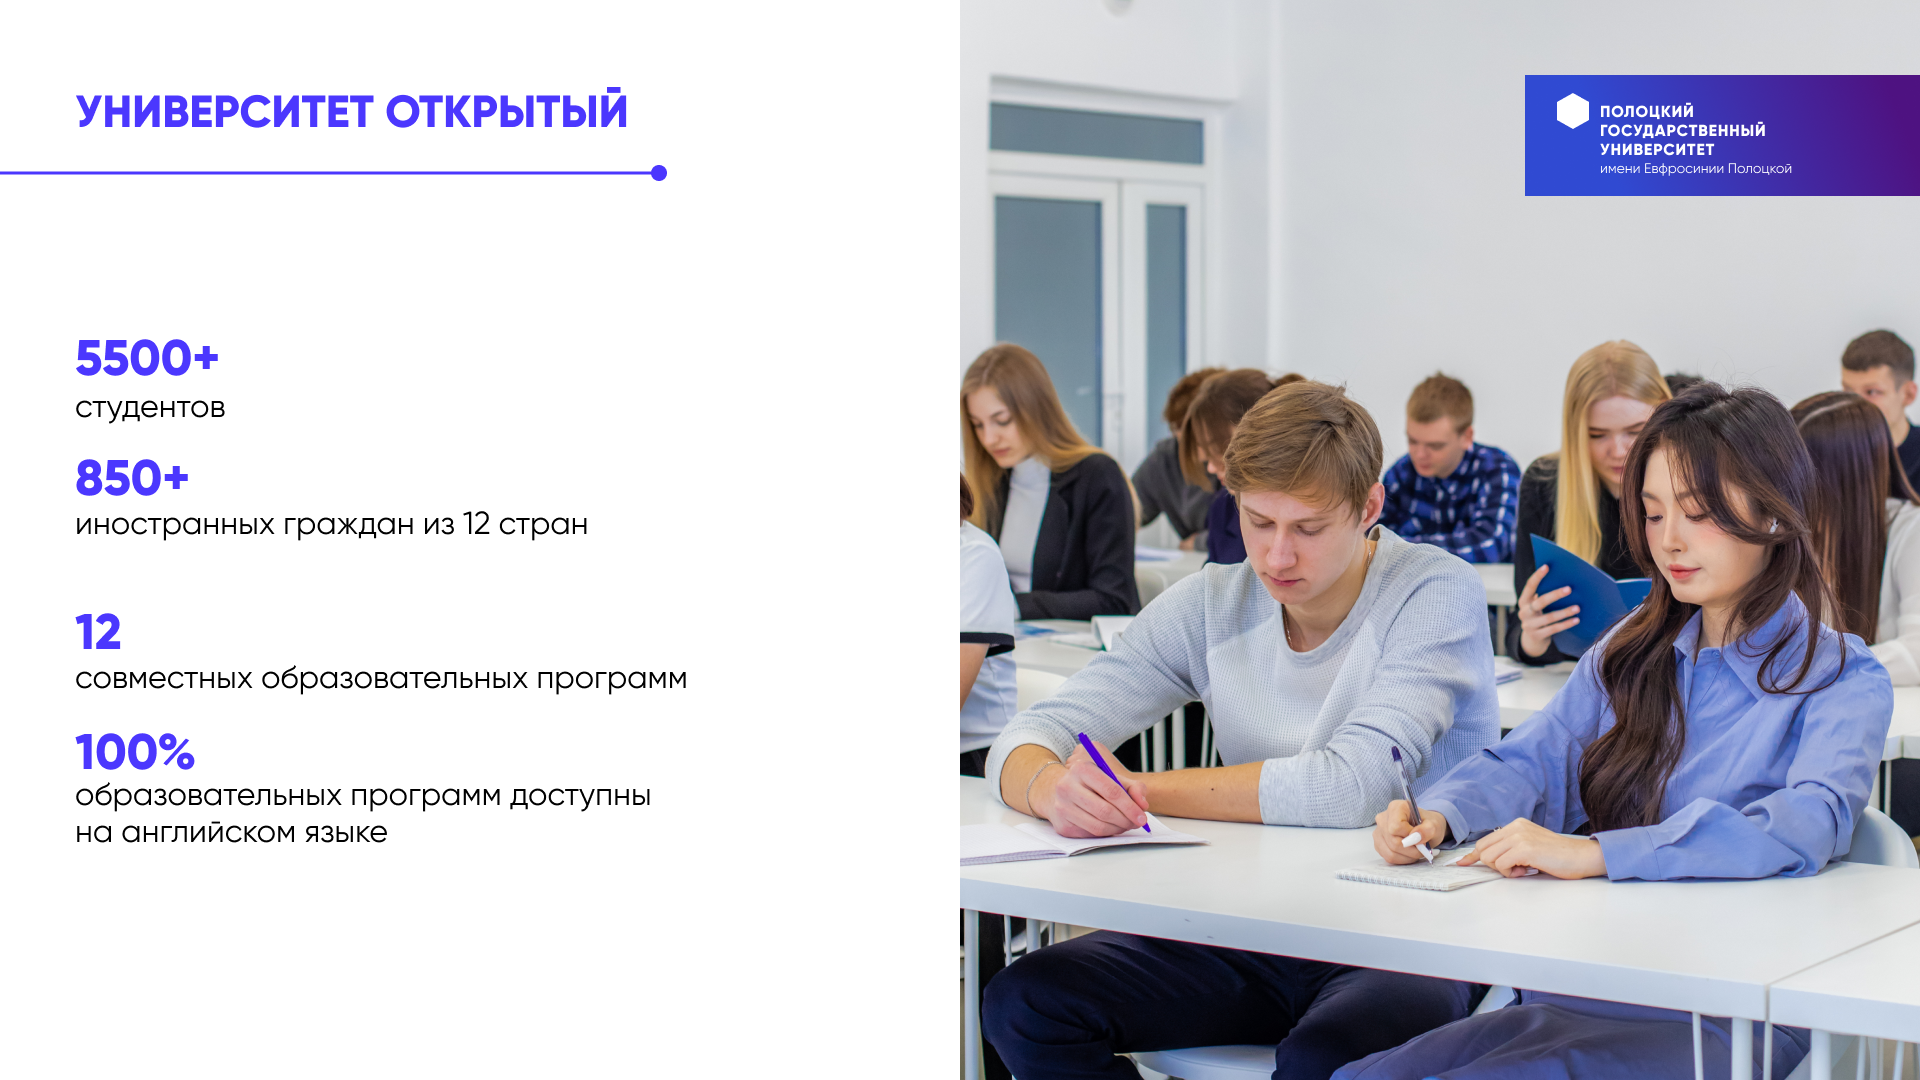 УНИВЕРСИТЕТ ОТКРЫТЫЙ
ПОЛОЦКИЙ
ГОСУДАРСТВЕННЫЙ
УНИВЕРСИТЕТ
имени Евфросинии Полоцкой
5500+
студентов
850+
иностранных граждан из 12 стран
12
совместных образовательных программ
100%
образовательных программ доступны
на английском языке